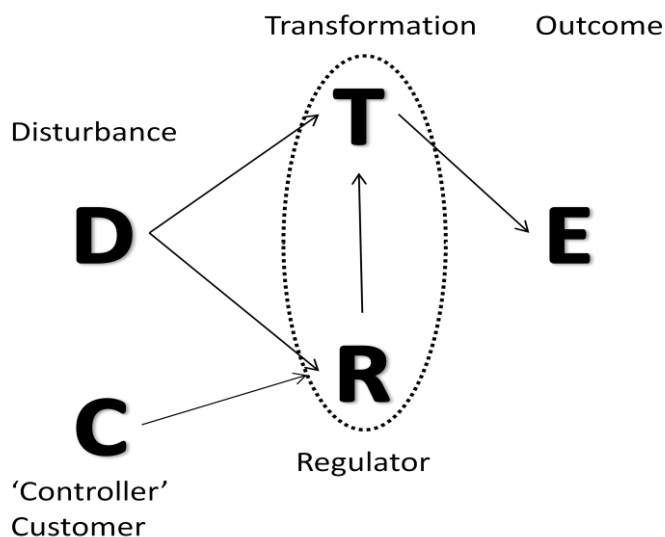 Transformation
Outcome
T
Disturbance
D
E
R
C
Regulator
‘Controller’
Customer